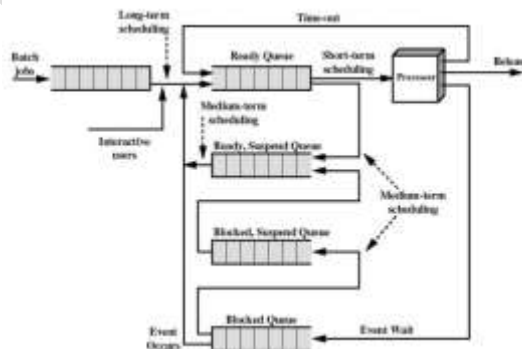 Time-out
Long-term
scheduling
Batch
jobs
Ready Queue
Short-term
scheduling
Processor
Release
Medium-term
scheduling
Interactive
users
Ready, Suspend Queue
Medium-term
scheduling
Blocked, Suspend Queue
Blocked Queue
Event
Occurs
Event Wait